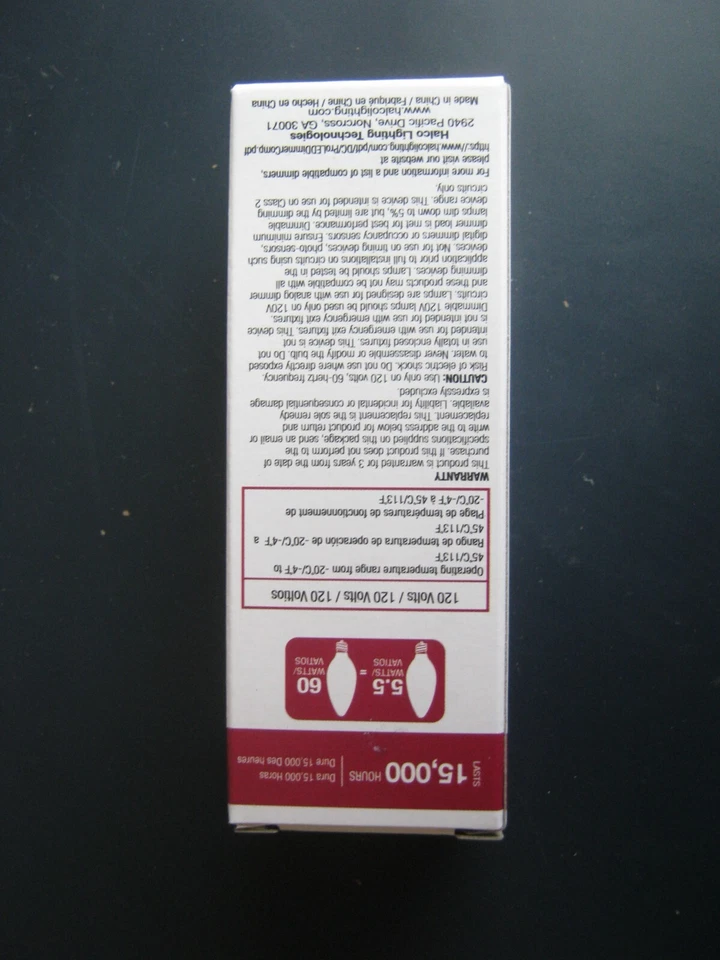 LASTS
15,000 HOURS
Dura 15,000 Horas
Dure 15,000 Des heures
5.5
WATTS/
VATIOS
=
60
WATTS/
VATIOS
120 Volts / 120 Volts / 120 Voltios
Operating temperature range from -20°C/-4°F to
45°C/113°F
Rango de temperatura de operación de -20°C/-4°F a
45°C/113°F
Plage de températures de fonctionnement de
-20°C/-4°F à 45°C/113°F
WARRANTY
This product is warranted for 3 years from the date of
purchase. If this product does not perform to the
specifications supplied on this package, send an email or
write to the address below for product return and
replacement. This replacement is the sole remedy
available. Liability for incidental or consequential damage
is expressly excluded.
CAUTION: Use only on 120 volts, 60-hertz frequency.
Risk of electric shock. Do not use where directly exposed
to water. Never disassemble or modify the bulb. Do not
use in totally enclosed fixtures. This device is not
intended for use with emergency exit fixtures. This device
is not intended for use with emergency exit fixtures.
Dimmable 120V lamps should be used only on 120V
circuits. Lamps are designed for use with analog dimmer
and these products may not be compatible with all
dimming devices. Lamps should be tested in the
application prior to full installations on circuits using such
devices. Not for use on timing devices, photo-sensors,
digital dimmers or occupancy sensors. Ensure minimum
dimmer load is met for best performance. Dimmable
lamps dim down to 5%, but are limited by the dimming
device range. This device is intended for use on Class 2
circuits only.
For more information and a list of compatible dimmers,
please visit our website at
https://www.halcolighting.com/pdf/DC/ProLEDDimmerComp.pdf
Halco Lighting Technologies
2940 Pacific Drive, Norcross, GA 30071
www.halcolighting.com
Made in China / Fabriqué en Chine / Hecho en China